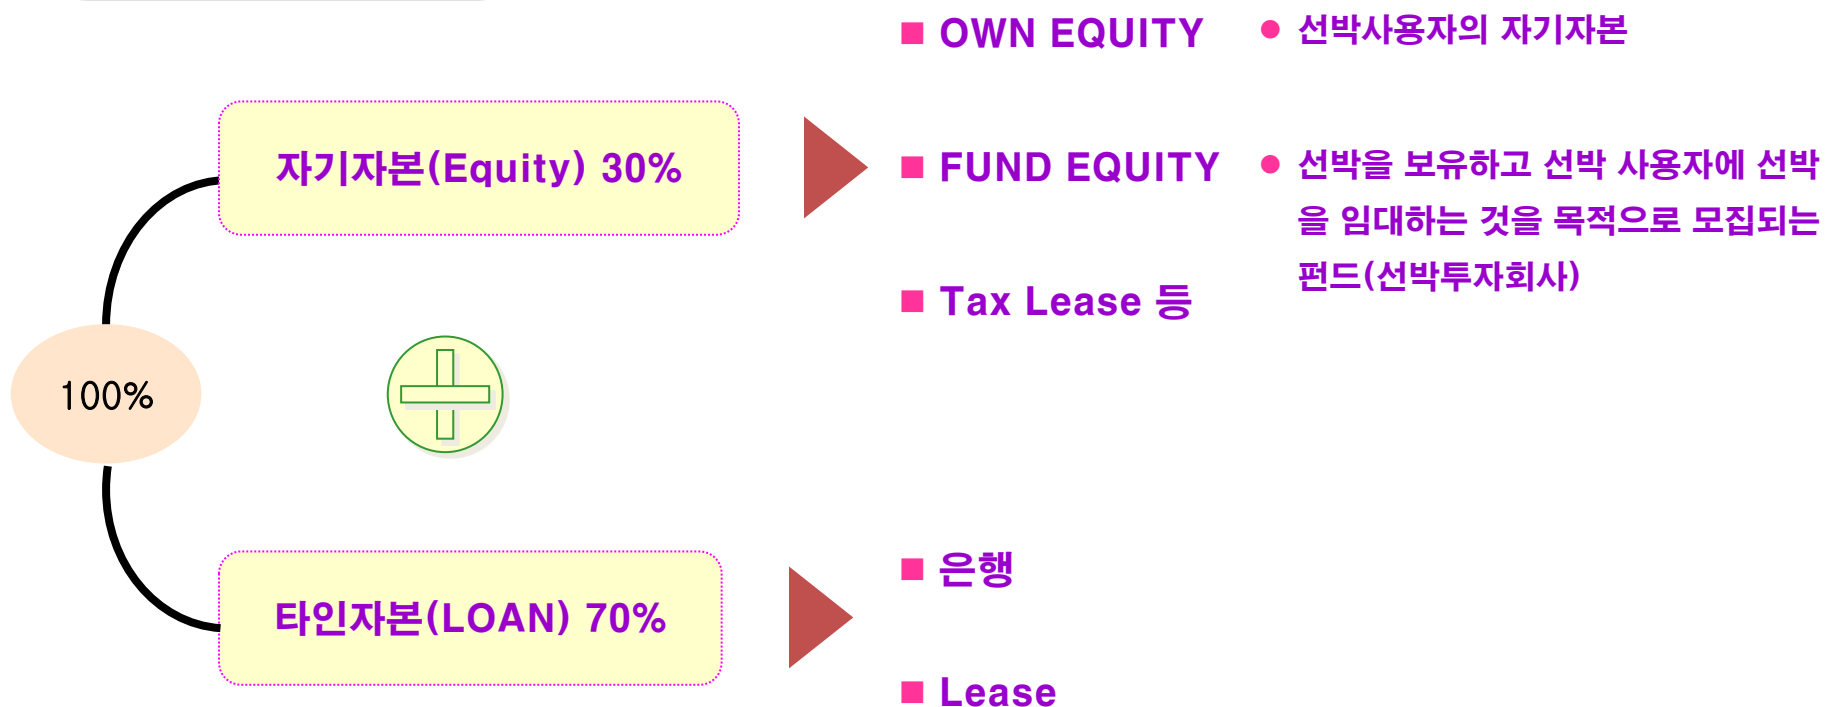 OWN EQUITY
선박사용자의 자기자본
자기자본(Equity) 30%
FUND EQUITY
선박을 보유하고 선박 사용자에 선박
을 임대하는 것을 목적으로 모집되는
펀드(선박투자회사)
Tax Lease 등
100%
타인자본(LOAN) 70%
은행
Lease